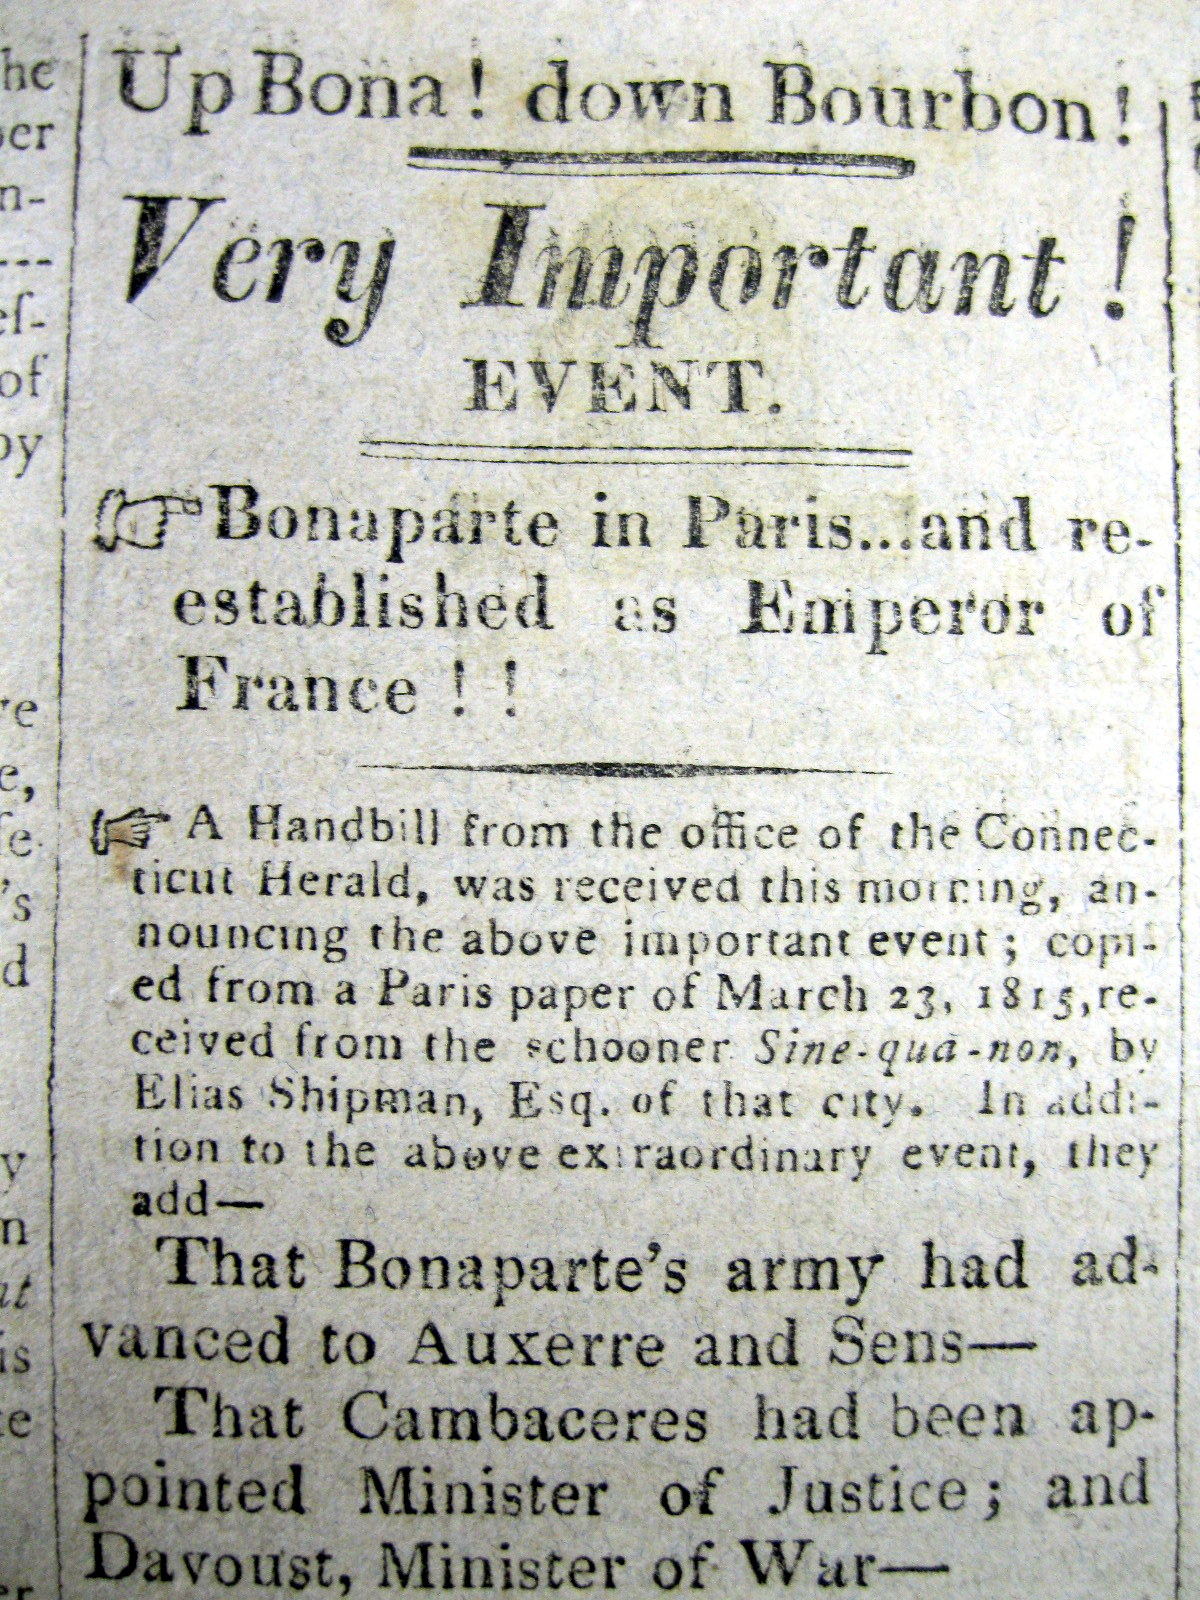 Up Bona! down Bourbon!
Very Important!
EVENT.
Bonaparte in Paris...and re-
established as Emperor of
France!!
A Handbill from the office of the Connec-
ticut Herald, was received this morning, an-
nouncing the above important event; copi-
ed from a Paris paper of March 23, 1815, re-
ceived from the schooner Sine-qua-non, by
Elias Shipman, Esq. of that city. In addi-
tion to the above extraordinary event, they
add—
That Bonaparte's army had ad-
vanced to Auxerre and Sens—
That Cambaceres had been ap-
pointed Minister of Justice; and
Davoust, Minister of War—